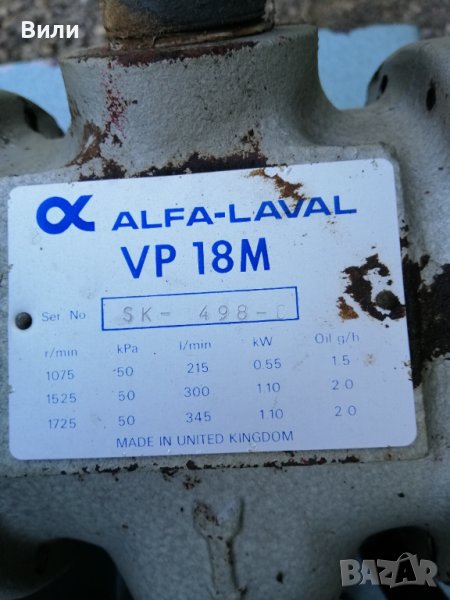 Вили
ALFA-LAVAL
VP 18M
Ser. No SK- 498-
r/min kPa l/min kW Oil g/h
1075 50 215 0.55 1.5
1525 50 300 1.10 2.0
1725 50 345 1.10 2.0
MADE IN UNITED KINGDOM
BAZAR